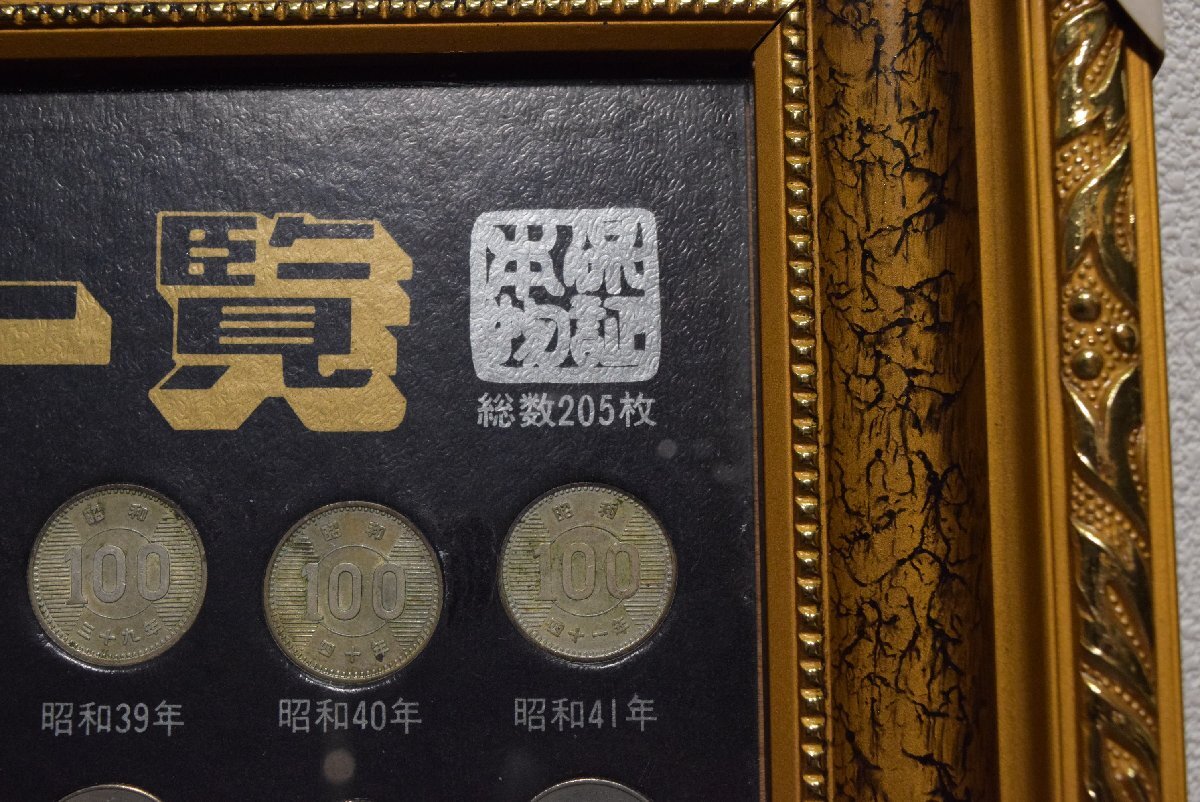 一覧
総数205枚
昭和
100
三十九年
昭和
100
四十年
昭和
100
四十一年
昭和39年
昭和40年
昭和41年